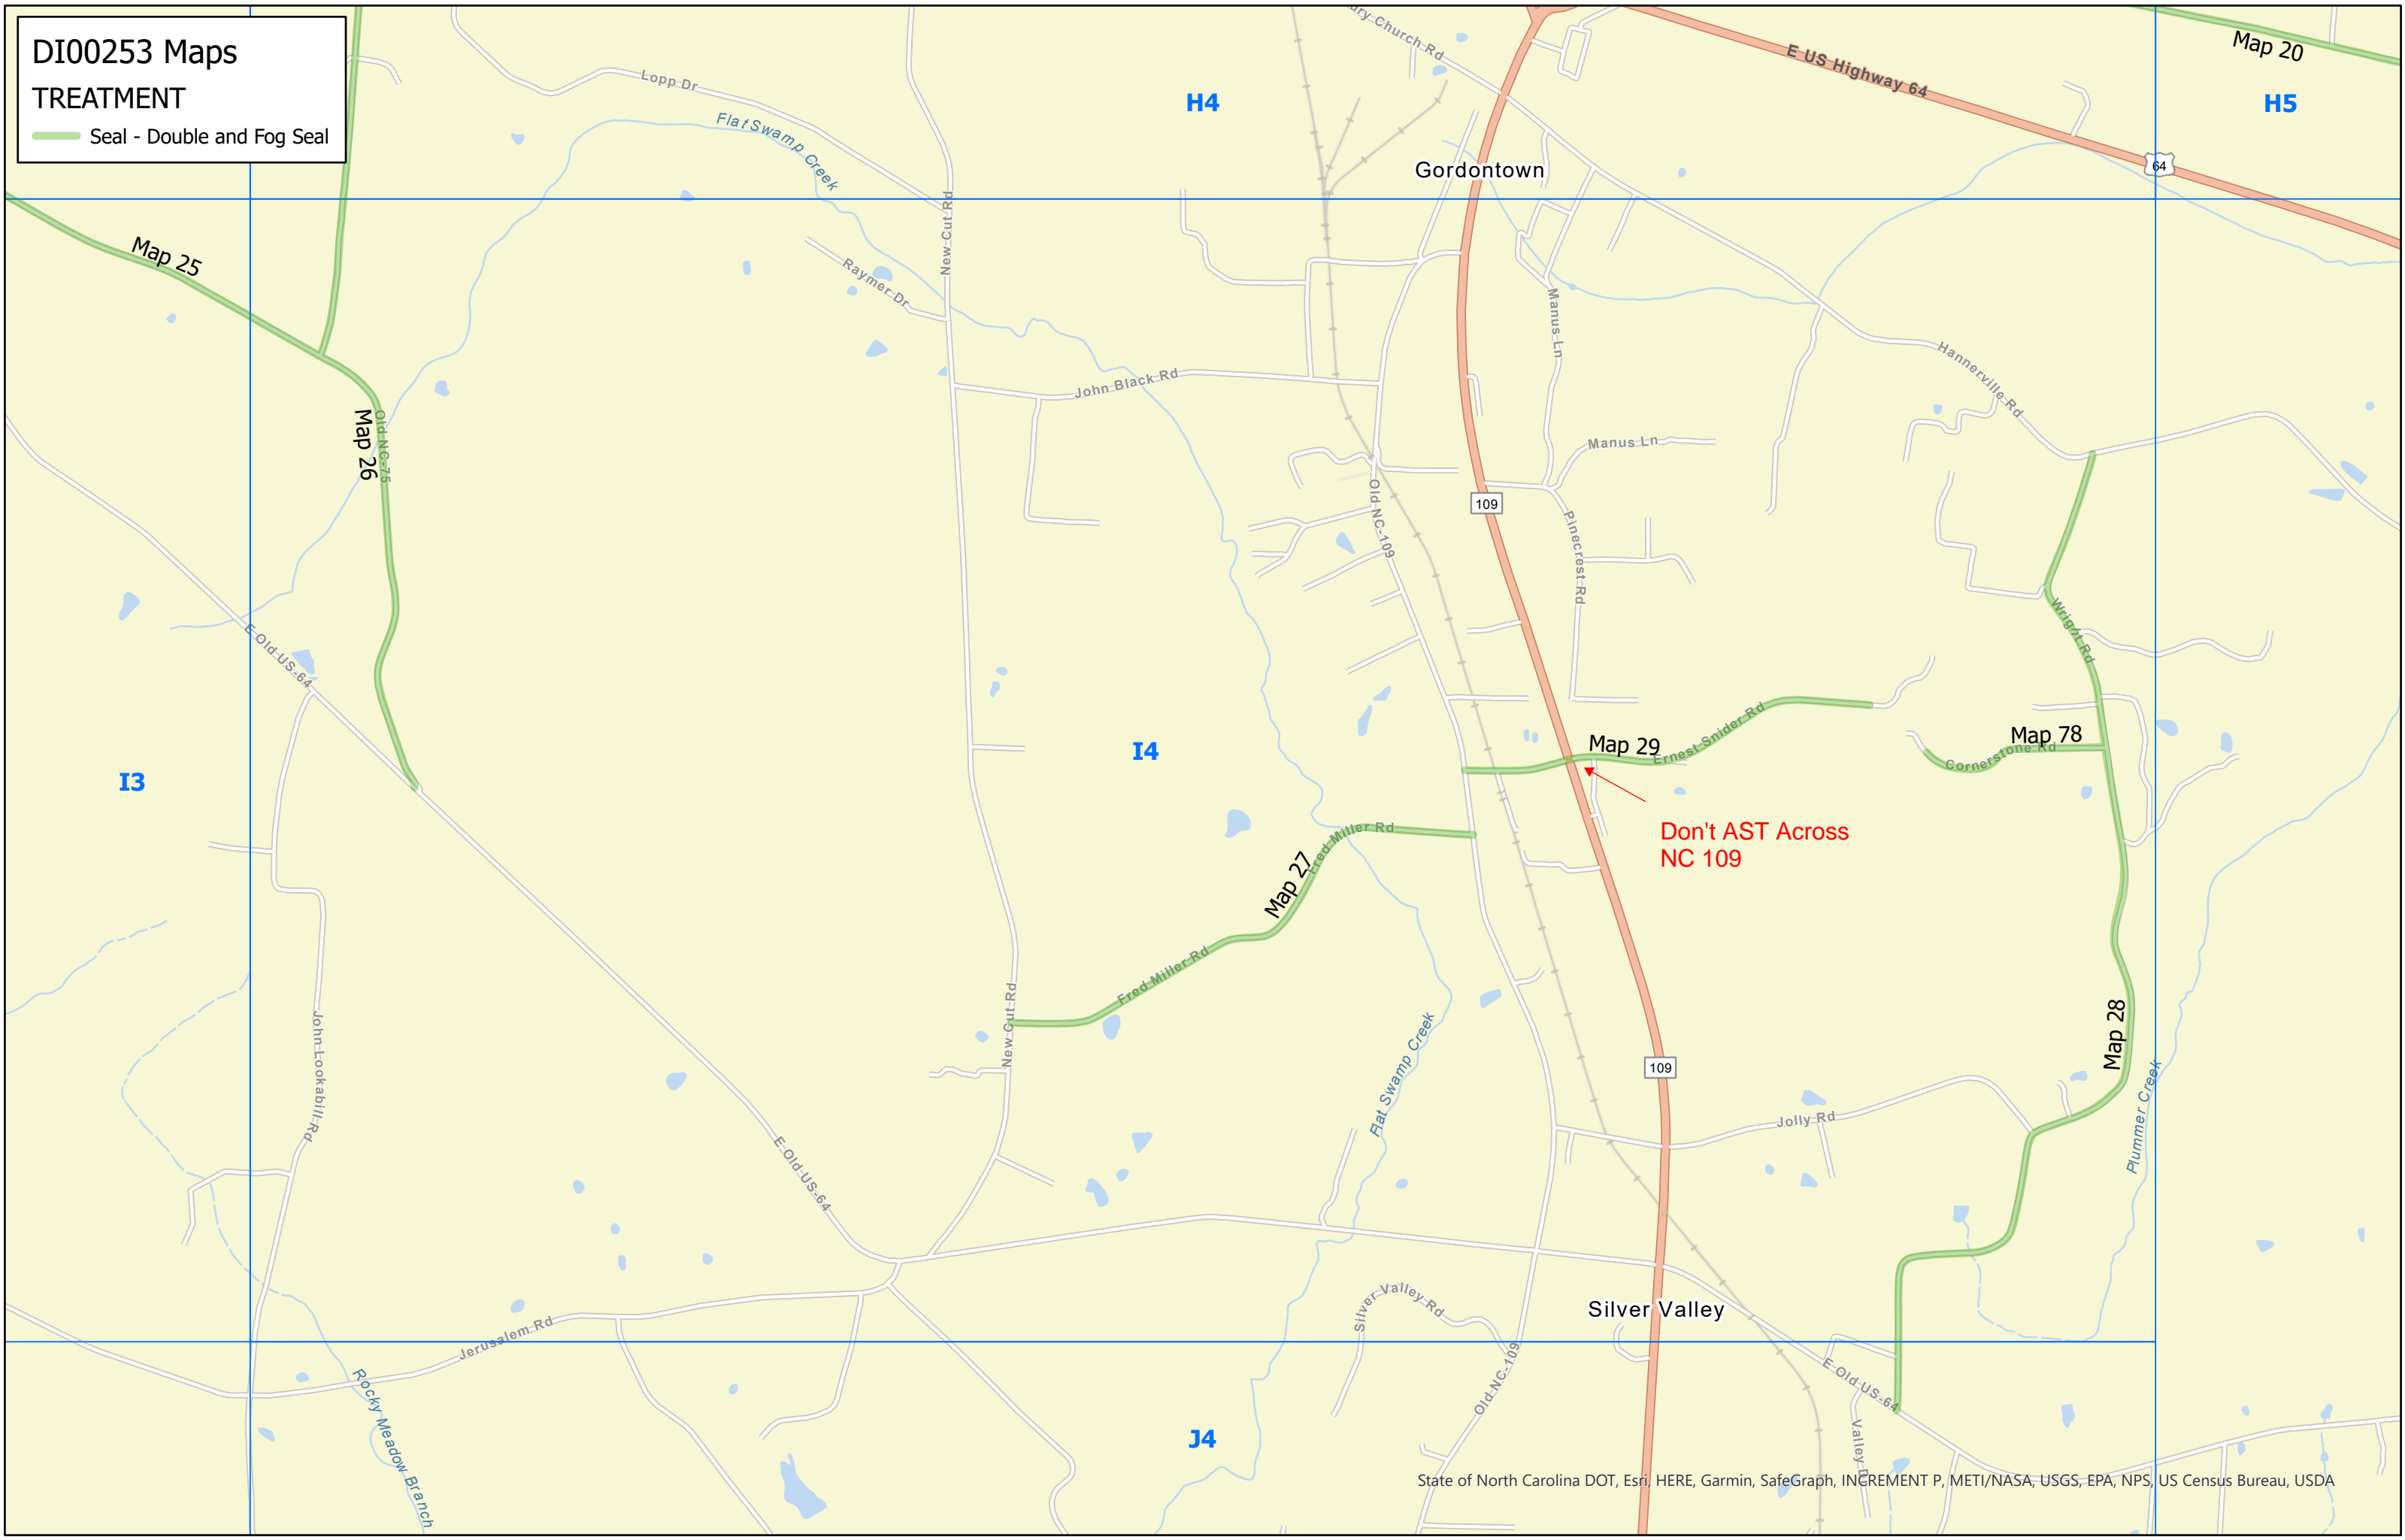 DI00253 Maps
TREATMENT
Seal - Double and Fog Seal
ury Church Rd
E US Highway 64
Map 20
Lopp Dr
H4
H5
Flat Swamp Creek
Gordontown
64
New Cut Rd
Map 25
Raymer Dr
Manus Ln
Hannerville Rd
John Black Rd
Map 26
Old NC-75
Manus Ln
Old NC-109
109
Pinecrest Rd
E Old US-64
Wright Rd
Map 29
Ernest Snider Rd
Map 78
Cornerstone Rd
I4
I3
Don't AST Across
NC 109
Fred Miller Rd
Map 27
Fred Miller Rd
New Cut Rd
John Lookabill Rd
Flat Swamp Creek
109
Map 28
Plummer Creek
Jolly Rd
E Old US-64
Silver Valley Rd
Silver Valley
Jerusalem Rd
Old NC-109
E Old US-64
Rocky Meadow Branch
J4
Valley D
State of North Carolina DOT, Esri, HERE, Garmin, SafeGraph, INCREMENT P, METI/NASA, USGS, EPA, NPS, US Census Bureau, USDA